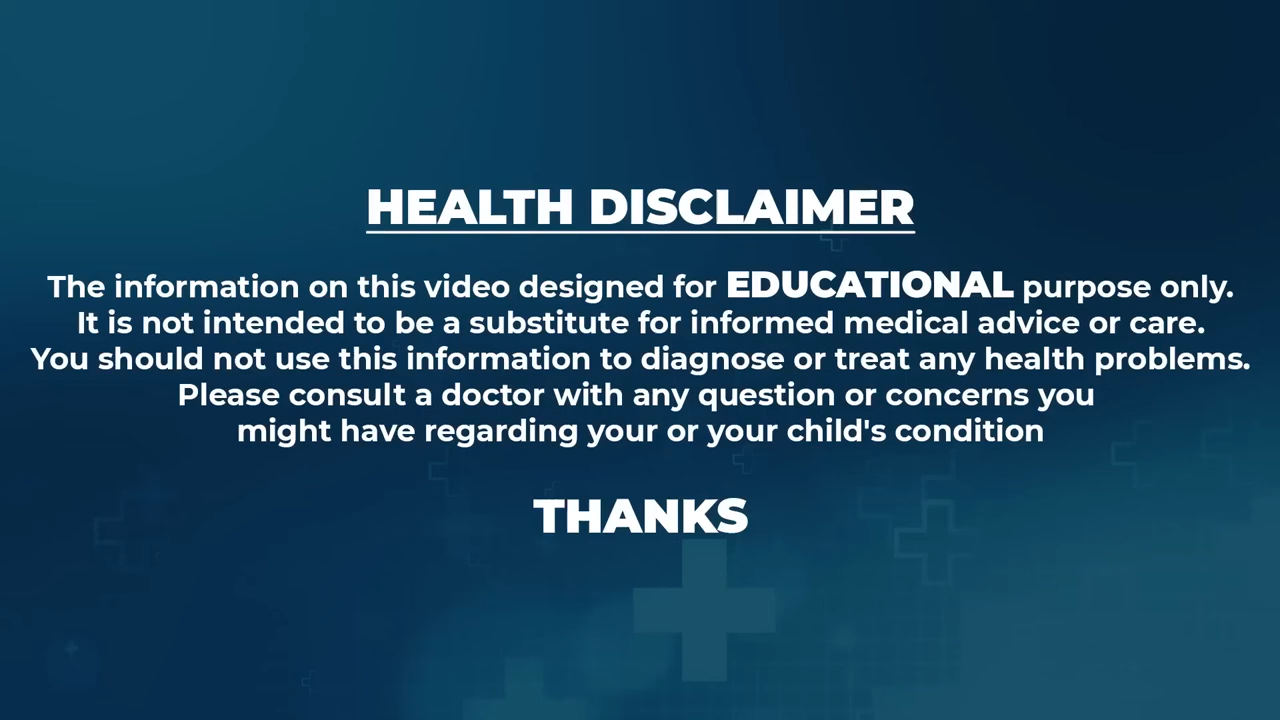 HEALTH DISCLAIMER
The information on this video designed for EDUCATIONAL purpose only.
It is not intended to be a substitute for informed medical advice or care.
You should not use this information to diagnose or treat any health problems.
Please consult a doctor with any question or concerns you
might have regarding your or your child's condition
THANKS